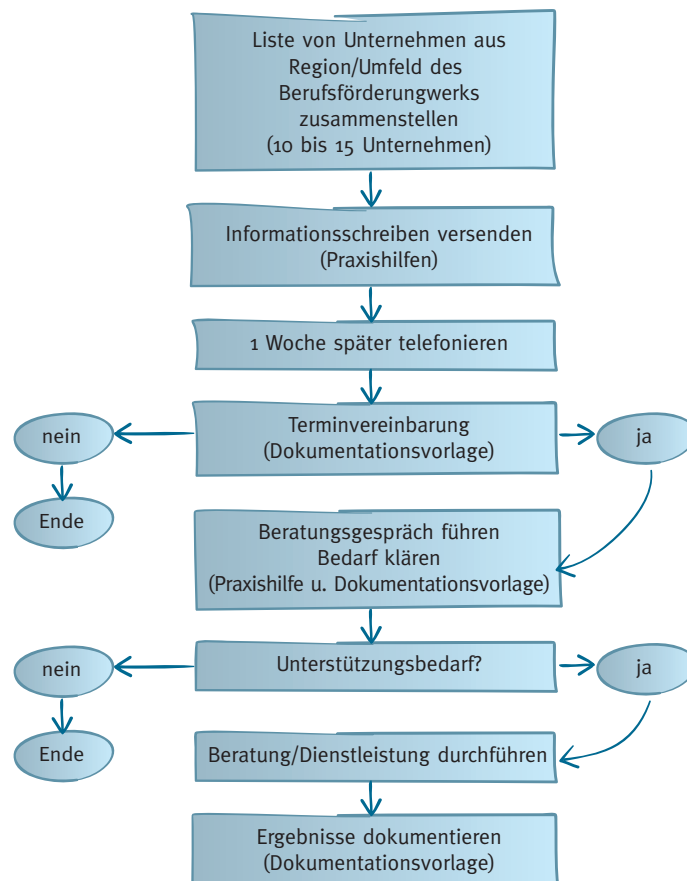 Liste von Unternehmen aus
Region/Umfeld des
Berufsförderungwerks
zusammenstellen
(10 bis 15 Unternehmen)
Informationsschreiben versenden
(Praxishilfen)
1 Woche später telefonieren
nein
Terminvereinbarung
(Dokumentationsvorlage)
ja
Ende
Beratungsgespräch führen
Bedarf klären
(Praxishilfe u. Dokumentationsvorlage)
nein
Unterstützungsbedarf?
ja
Ende
Beratung/Dienstleistung durchführen
Ergebnisse dokumentieren
(Dokumentationsvorlage)